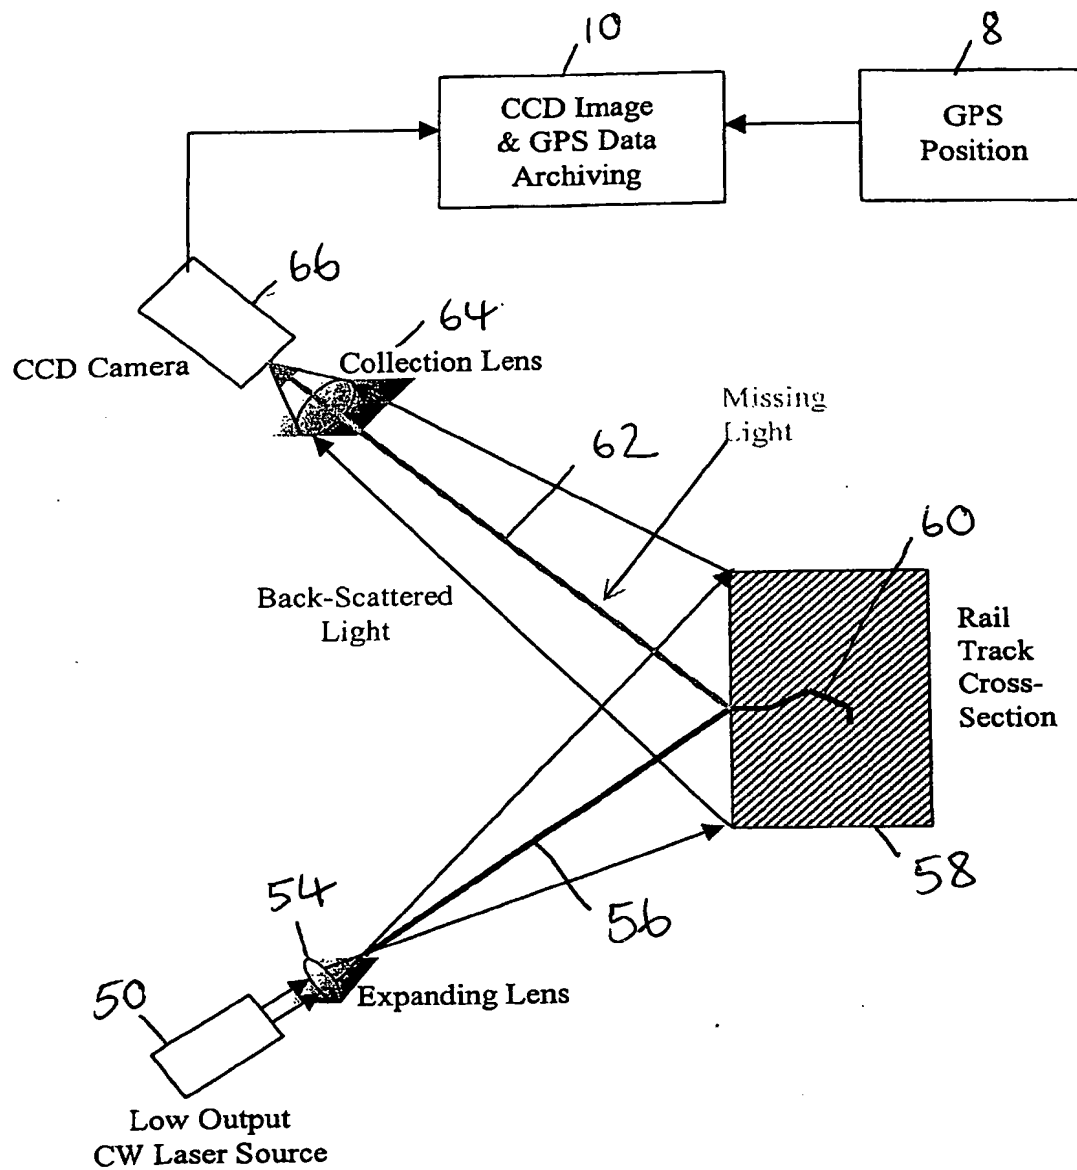 10
8
CCD Image
& GPS Data
Archiving
GPS
Position
66
64
CCD Camera
Collection Lens
Missing
Light
62
60
Back-Scattered
Light
Rail
Track
Cross-
Section
58
54
56
50
Expanding Lens
Low Output
CW Laser Source